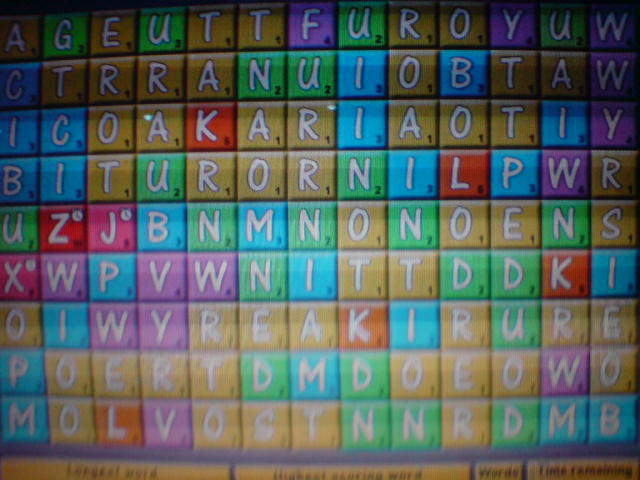 A G E U T T F U R O Y U W
C T R R A N U I O B T A W
I C O A K A R I A O T I Y
B I T U R O R N I L P W R
U Z J B N M N O N O E N S
X W P V W N I T T D D K I
O I W Y R E A K I R U R E
P O E R T D M D O E O W O
M O L V O S T N N R D M B
Longest word Highest scoring word Words Time remaining